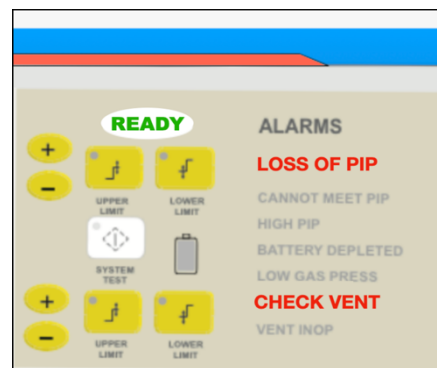 READY
ALARMS
+
LOSS OF PIP
−
UPPER LIMIT
LOWER LIMIT
CANNOT MEET PIP
HIGH PIP
BATTERY DEPLETED
SYSTEM TEST
LOW GAS PRESS
+
CHECK VENT
−
VENT INOP
UPPER LIMIT
LOWER LIMIT